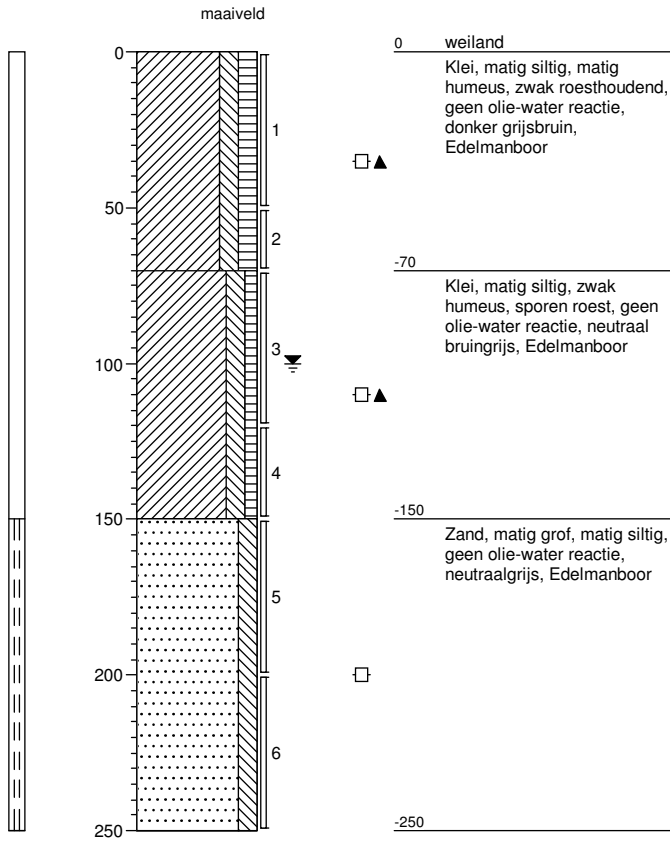 maaiveld
0
50
100
150
200
250
1
2
3
4
5
6
0 weiland
Klei, matig siltig, matig
humeus, zwak roesthoudend,
geen olie-water reactie,
donker grijsbruin,
Edelmanboor
-70
Klei, matig siltig, zwak
humeus, sporen roest, geen
olie-water reactie, neutraal
bruingrijs, Edelmanboor
-150
Zand, matig grof, matig siltig,
geen olie-water reactie,
neutraalgrijs, Edelmanboor
-250